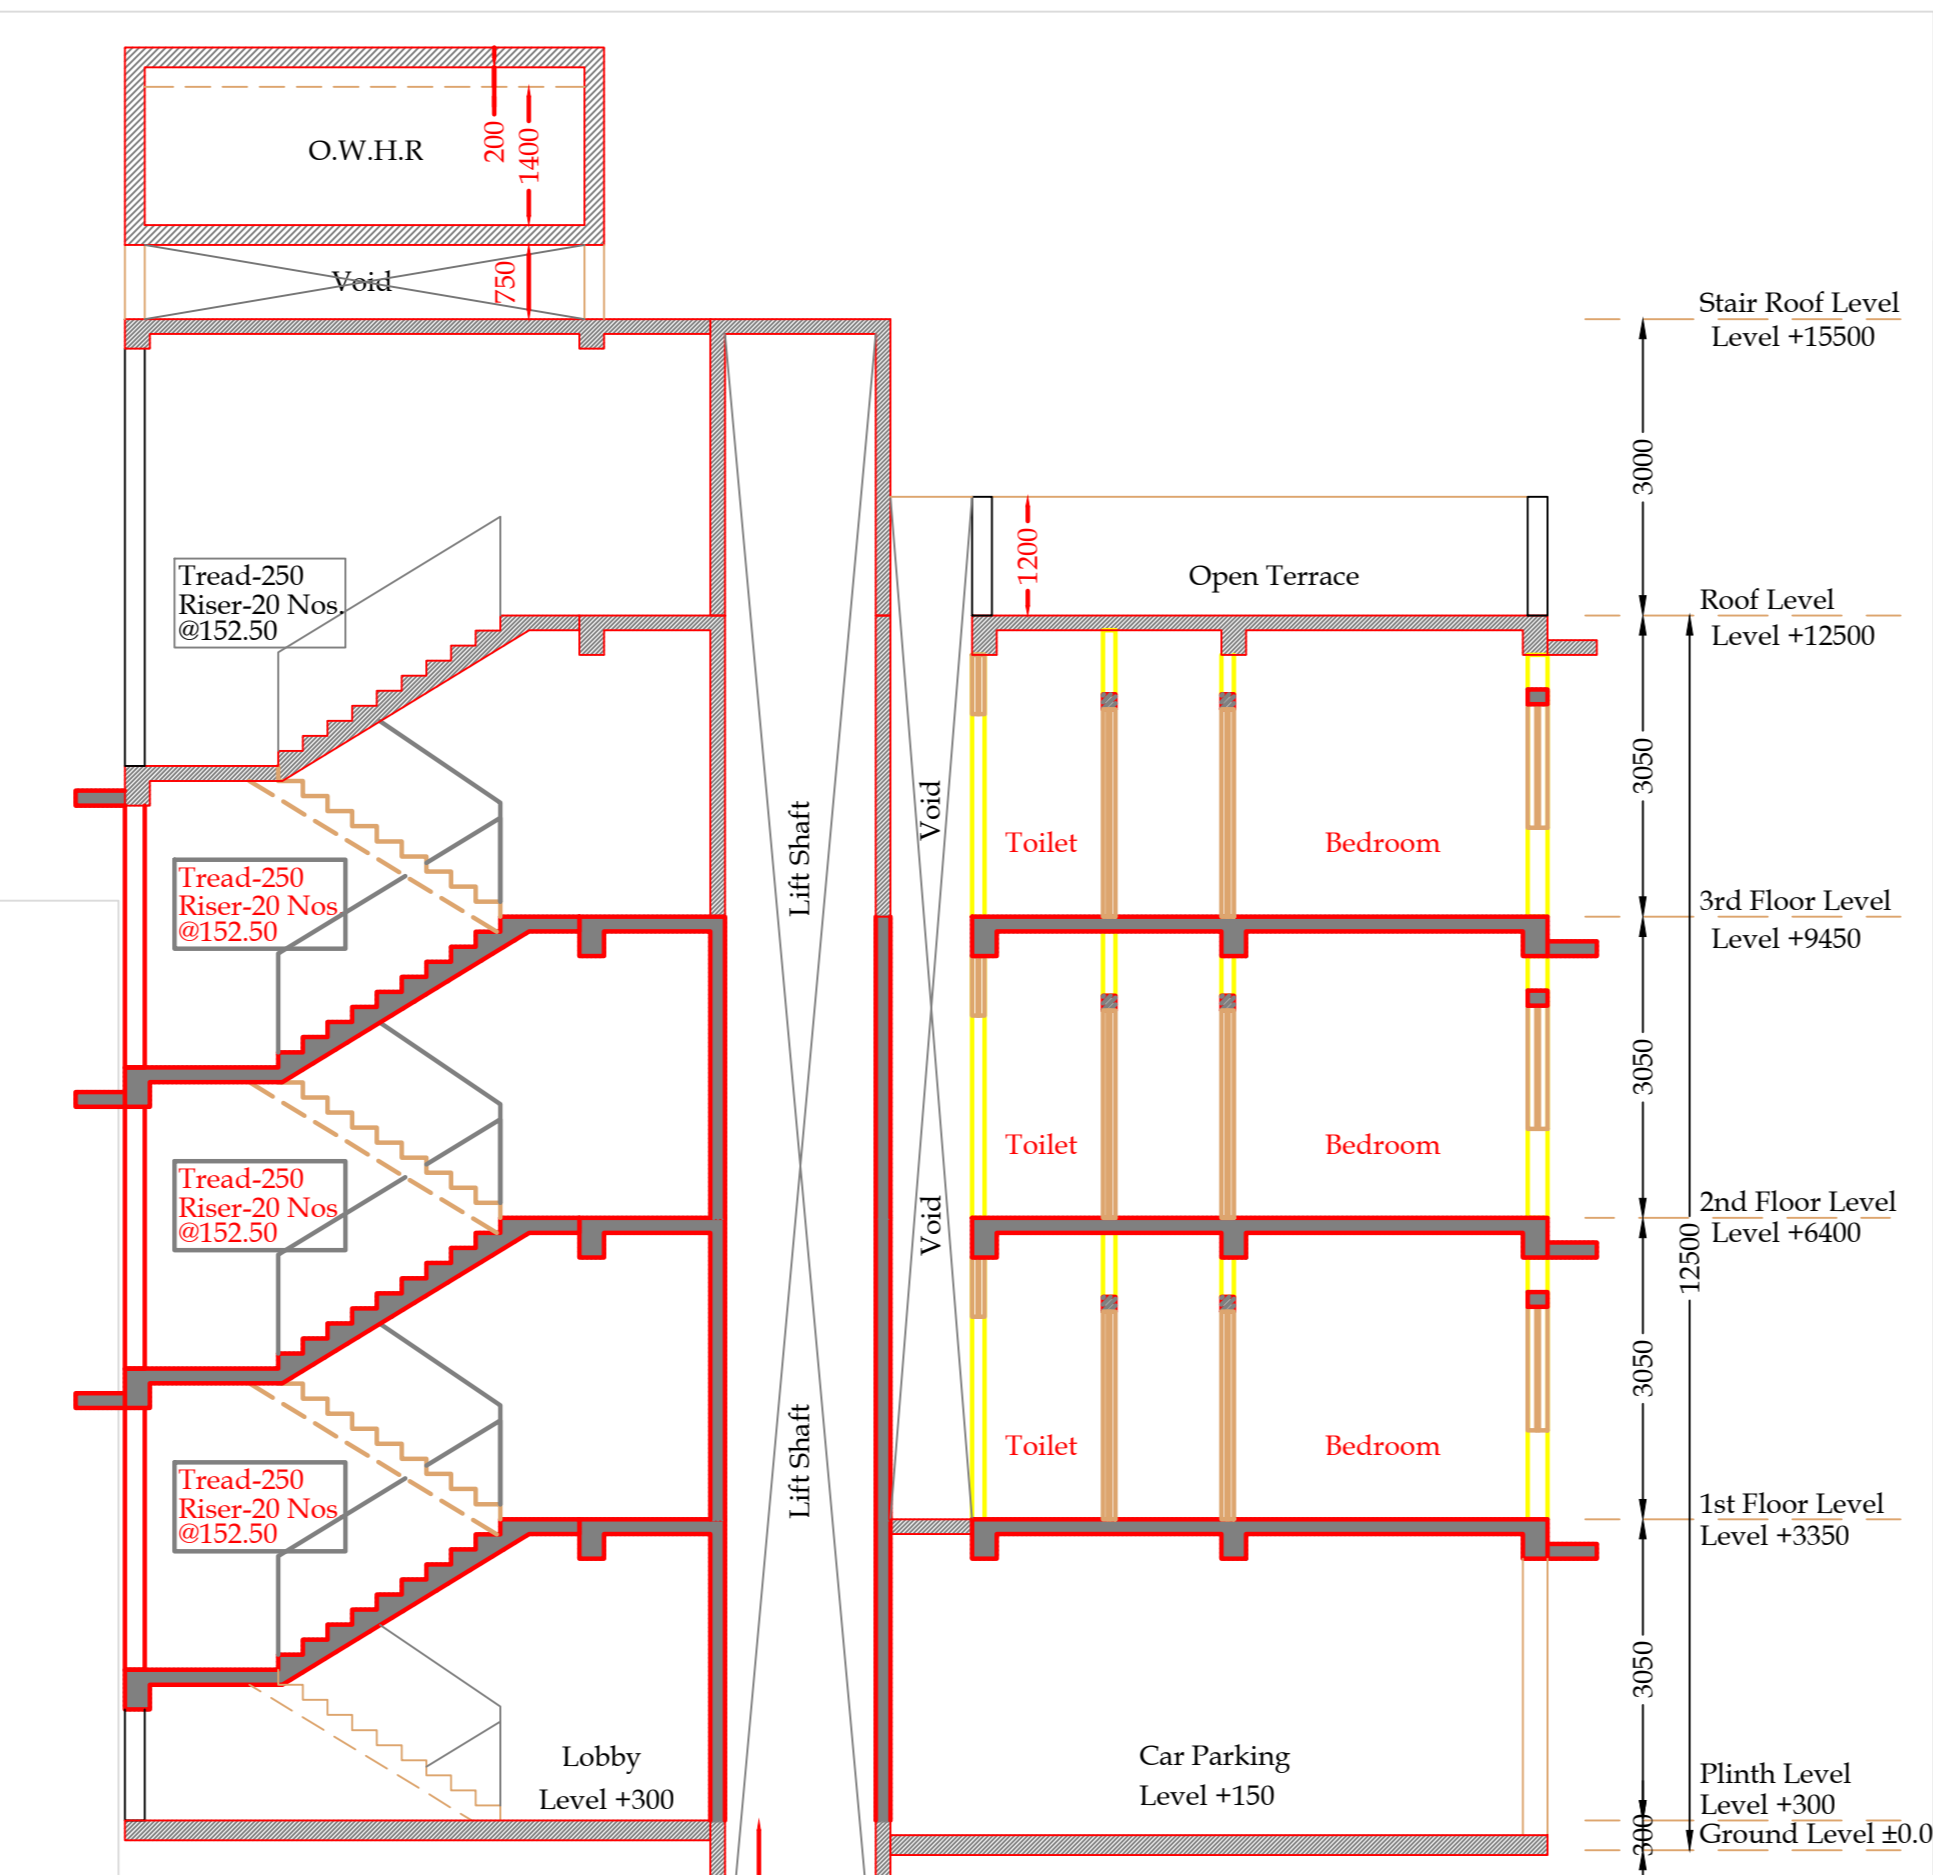 200
1400
O.W.H.R
Void
750
Stair Roof Level
Level +15500
3000
1200
Open Terrace
Tread-250
Riser-20 Nos.
@152.50
Roof Level
Level +12500
3050
Void
Lift Shaft
Toilet
Bedroom
Tread-250
Riser-20 Nos
@152.50
3rd Floor Level
Level +9450
3050
Toilet
Bedroom
Tread-250
Riser-20 Nos
@152.50
Void
2nd Floor Level
Level +6400
12500
3050
Lift Shaft
Toilet
Bedroom
Tread-250
Riser-20 Nos
@152.50
1st Floor Level
Level +3350
3050
Lobby
Level +300
Car Parking
Level +150
Plinth Level
Level +300
300
Ground Level ±0.0